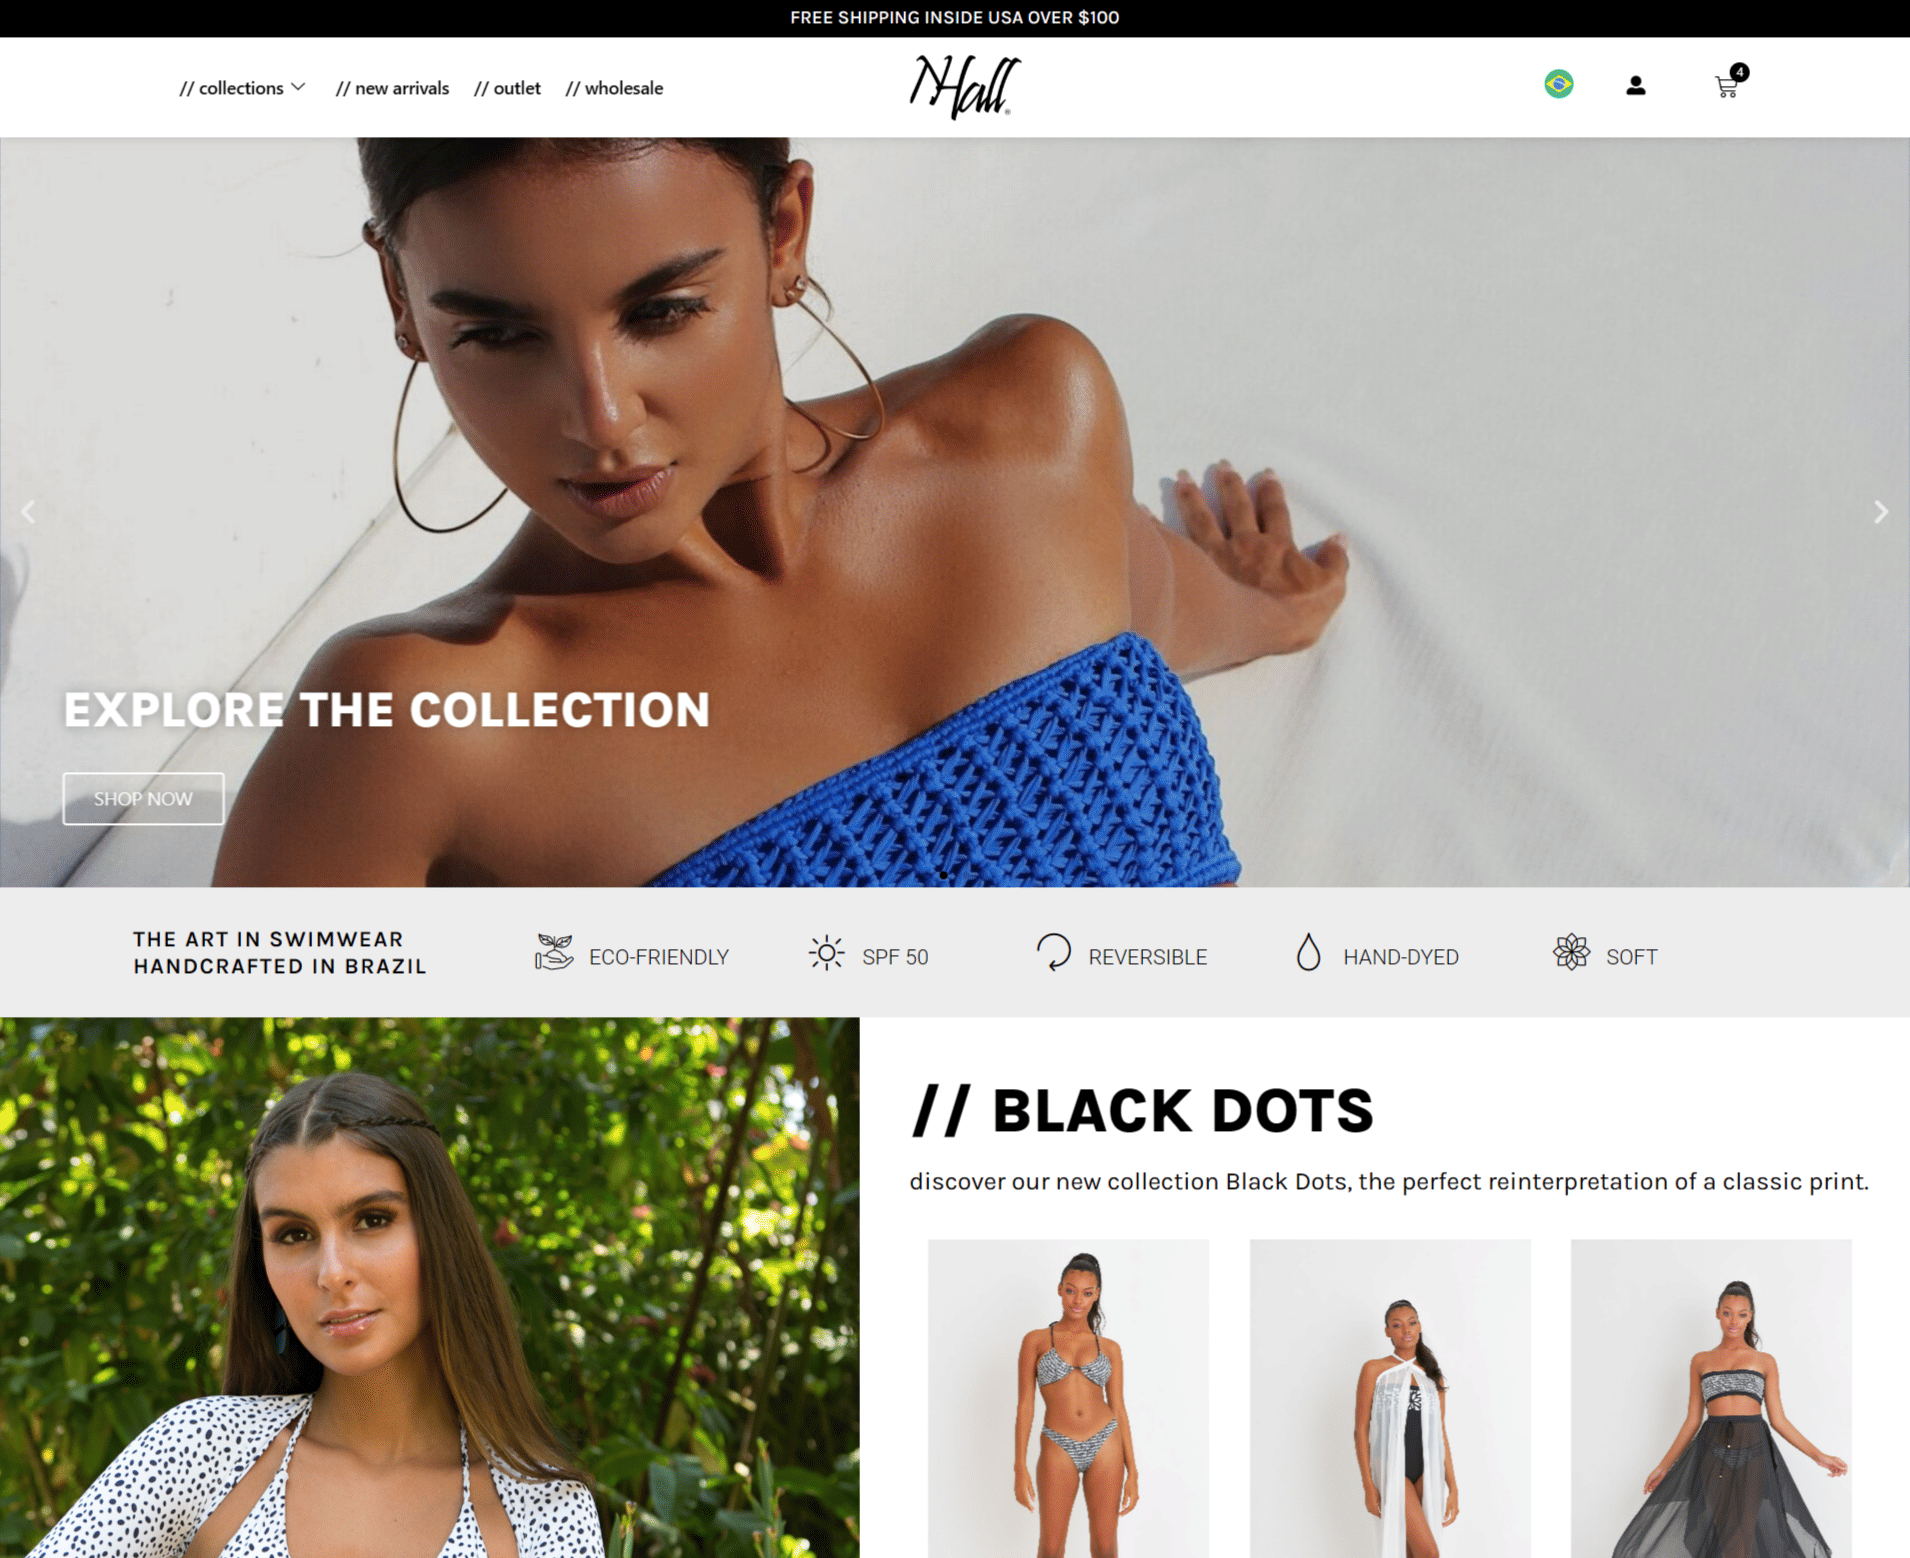 FREE SHIPPING INSIDE USA OVER $100
// collections
// new arrivals
// outlet
// wholesale
NHall
4
EXPLORE THE COLLECTION
SHOP NOW
THE ART IN SWIMWEAR
HANDCRAFTED IN BRAZIL
ECO-FRIENDLY
SPF 50
REVERSIBLE
HAND-DYED
SOFT
// BLACK DOTS
discover our new collection Black Dots, the perfect reinterpretation of a classic print.